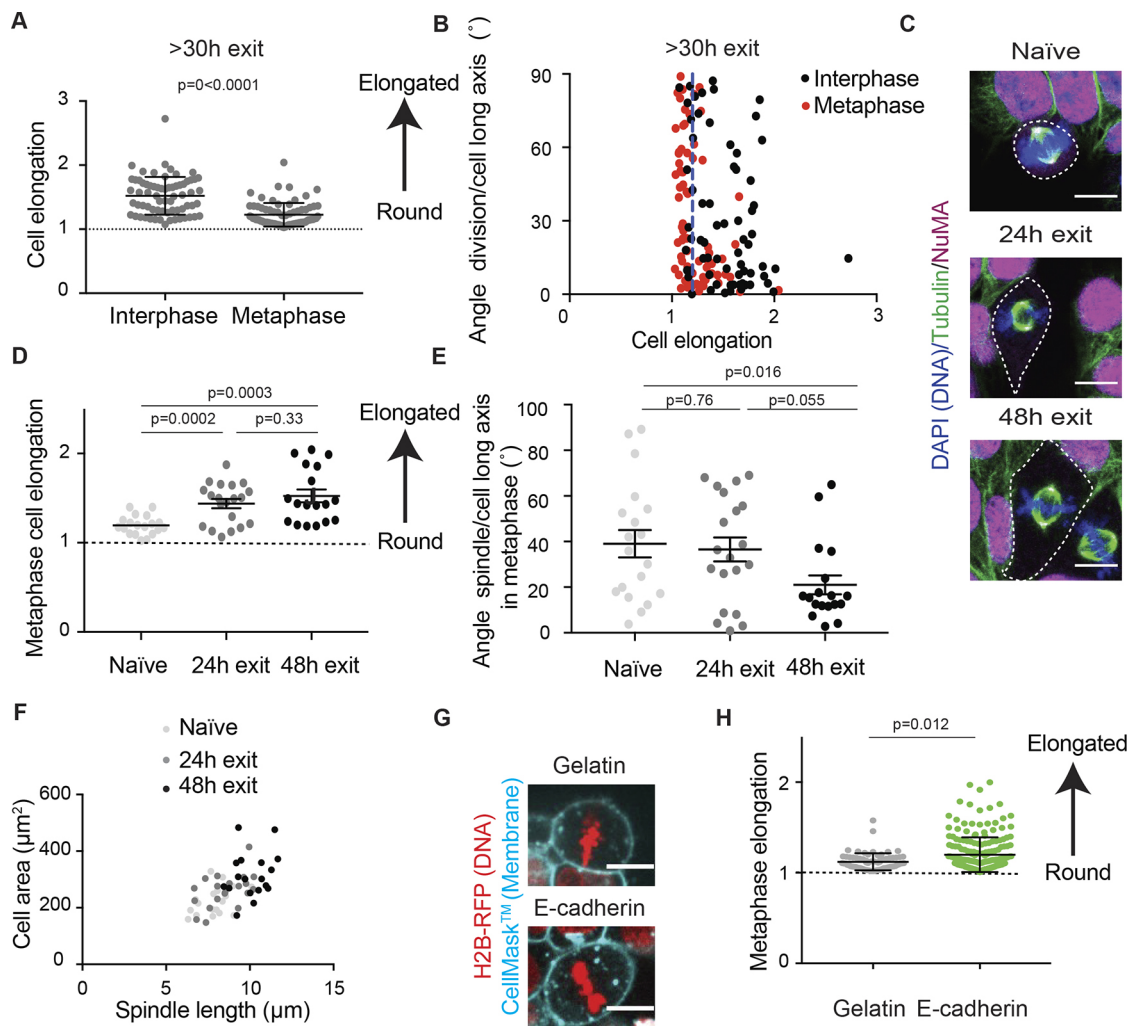 A
>30h exit
p=0<0.0001
Elongated
Round
Cell elongation
3
2
1
0
Interphase Metaphase
B
>30h exit
Interphase
Metaphase
Angle division/cell long axis (°)
90
60
30
0
0 1 2 3
Cell elongation
C
Naïve
24h exit
48h exit
DAPI (DNA)/Tubulin/NuMA
D
p=0.0003
p=0.0002 p=0.33
Elongated
Round
Metaphase cell elongation
2
1
0
Naïve 24h exit 48h exit
E
p=0.016
p=0.76 p=0.055
Angle spindle/cell long axis
in metaphase (°)
100
80
60
40
20
0
Naïve 24h exit 48h exit
F
Naïve
24h exit
48h exit
Cell area (µm²)
600
400
200
0
0 5 10 15
Spindle length (µm)
G
Gelatin
E-cadherin
H2B-RFP (DNA)
CellMask™ (Membrane)
H
p=0.012
Elongated
Round
Metaphase elongation
2
1
0
Gelatin E-cadherin